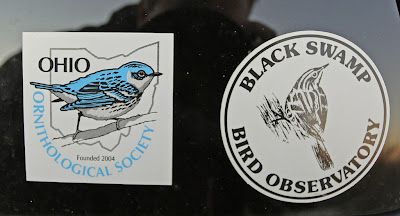 OHIO
ORNITHOLOGICAL SOCIETY
Founded 2004
BLACK SWAMP
BIRD OBSERVATORY